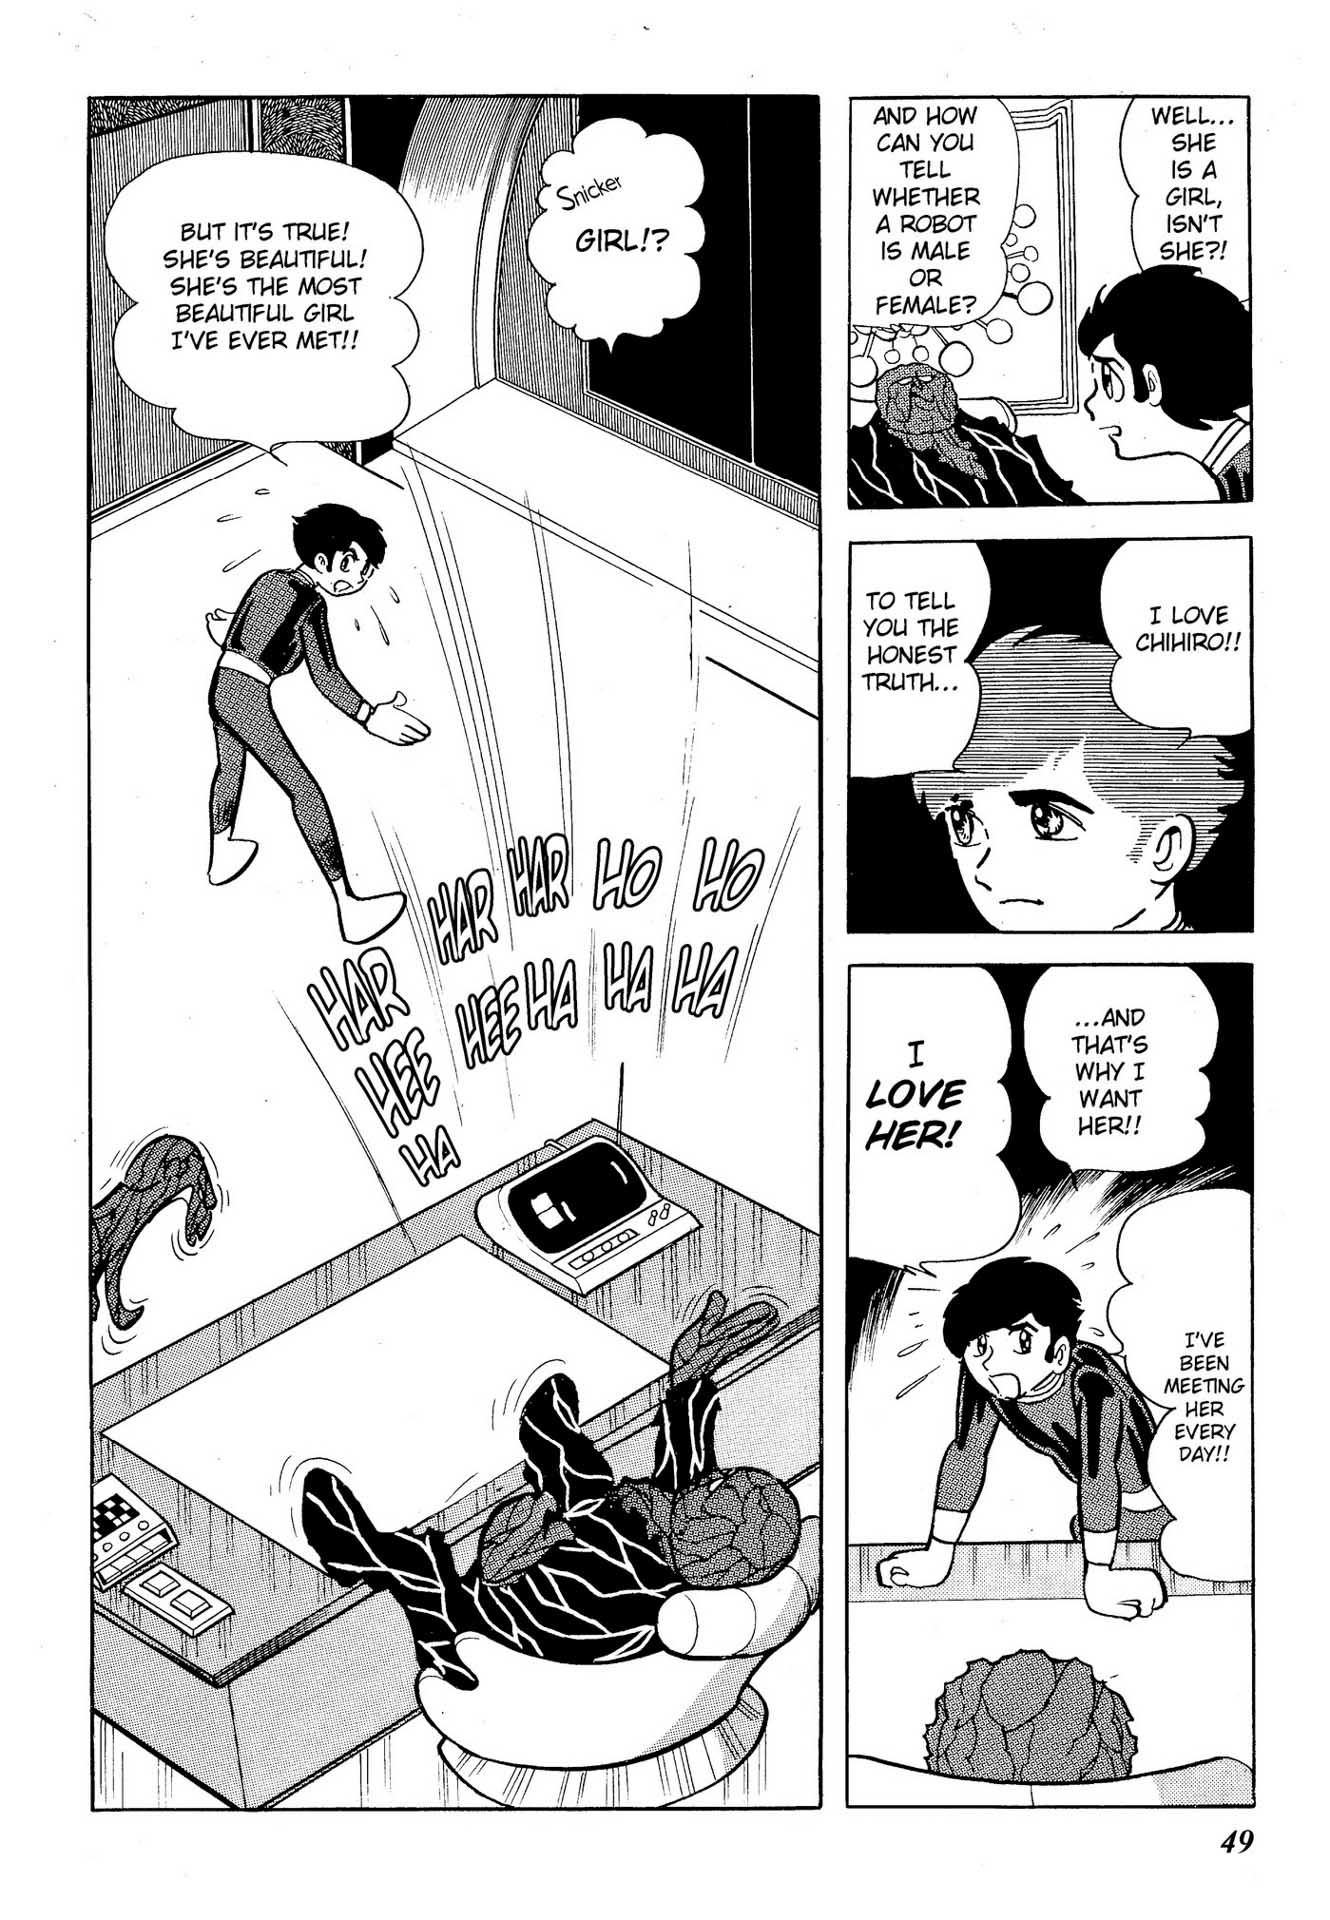 WELL...
SHE
IS A
GIRL,
ISN'T
SHE?!
AND HOW
CAN YOU
TELL
WHETHER
A ROBOT
IS MALE
OR
FEMALE?
I LOVE
CHIHIRO!!
TO TELL
YOU THE
HONEST
TRUTH...
...AND
THAT'S
WHY I
WANT
HER!!
I
LOVE
HER!
I'VE
BEEN
MEETING
HER
EVERY
DAY!!
Snicker
GIRL!?
BUT IT'S TRUE!
SHE'S BEAUTIFUL!
SHE'S THE MOST
BEAUTIFUL GIRL
I'VE EVER MET!!
HAR HAR HAR HO HO
HEE HEE HA HA HA
HA
49